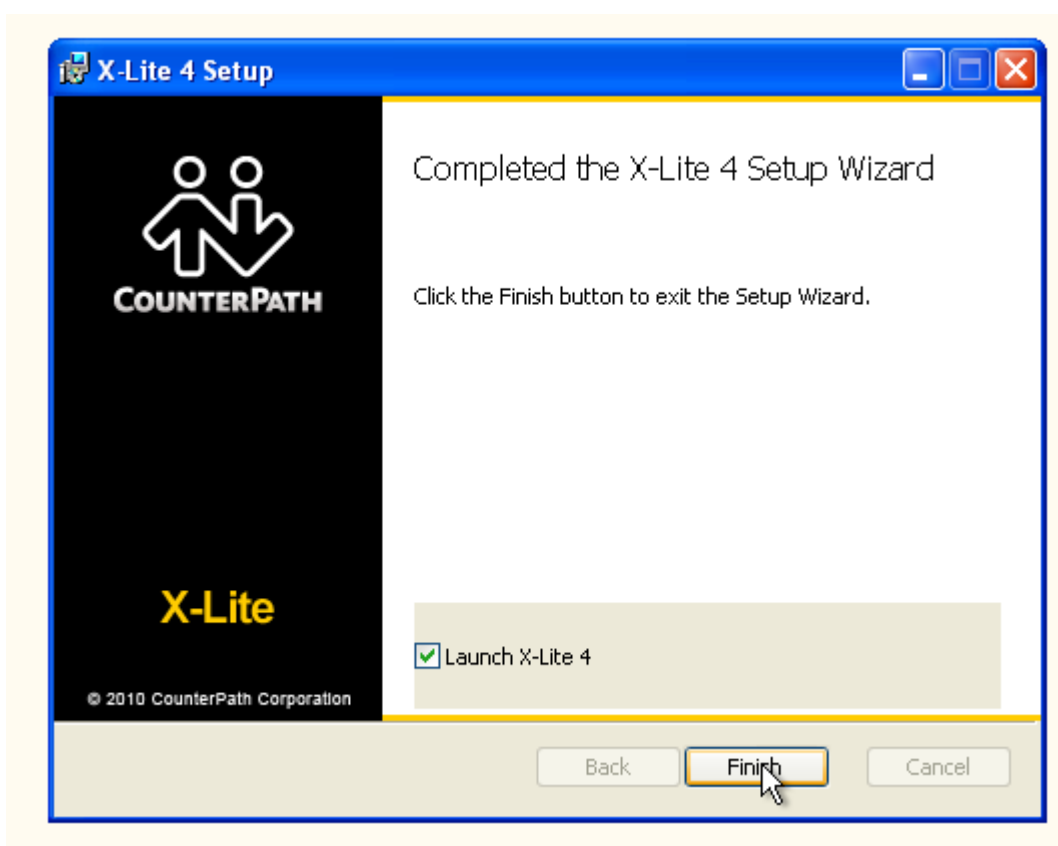 X-Lite 4 Setup
COUNTERPATH
Completed the X-Lite 4 Setup Wizard
Click the Finish button to exit the Setup Wizard.
X-Lite
Launch X-Lite 4
© 2010 CounterPath Corporation
Back Finish Cancel